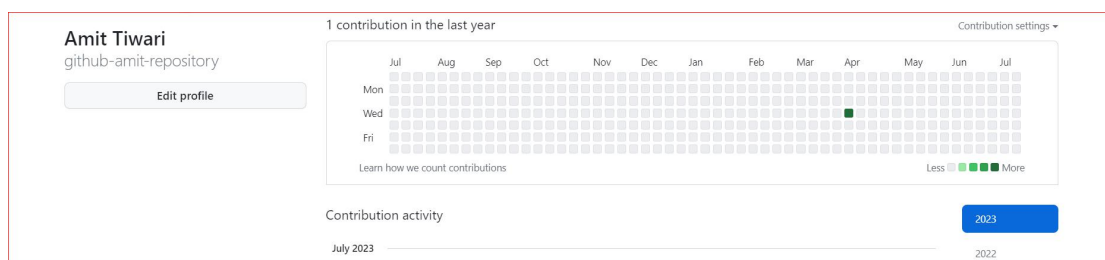 Amit Tiwari
github-amit-repository
Edit profile
1 contribution in the last year
Contribution settings
Jul Aug Sep Oct Nov Dec Jan Feb Mar Apr May Jun Jul
Mon
Wed
Fri
Learn how we count contributions
Less More
Contribution activity
2023
July 2023
2022